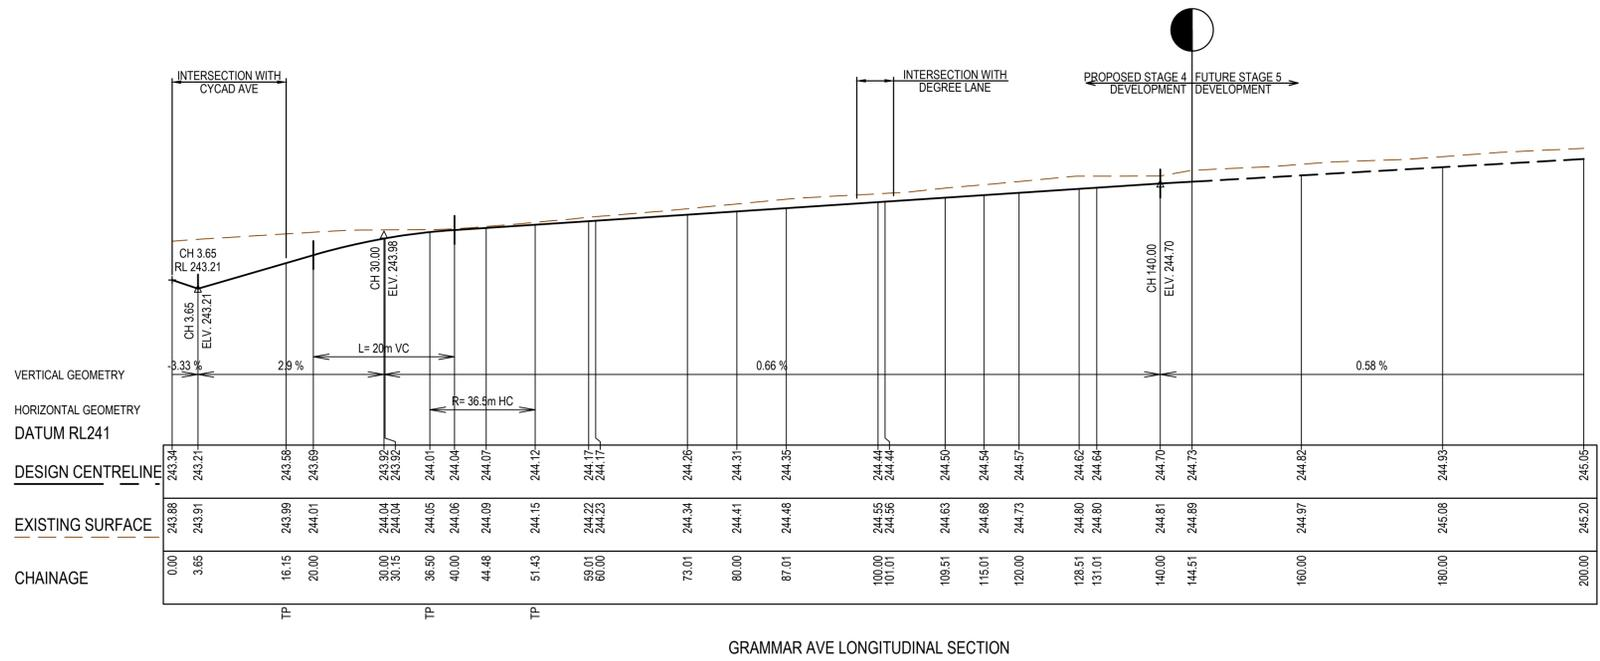 INTERSECTION WITH
CYCAD AVE
INTERSECTION WITH
DEGREE LANE
PROPOSED STAGE 4 FUTURE STAGE 5
DEVELOPMENT DEVELOPMENT
CH 3.65
RL 243.21
CH 3.65
ELV. 243.21
CH 30.00
ELV. 243.98
CH 140.00
ELV. 244.70
L= 20m VC
VERTICAL GEOMETRY -3.33 % 2.9 % 0.66 % 0.58 %
HORIZONTAL GEOMETRY R= 36.5m HC
DATUM RL241
DESIGN CENTRELINE 243.34 243.21 243.58 243.69 243.92 243.92 244.01 244.04 244.07 244.12 244.17 244.17 244.26 244.31 244.35 244.44 244.44 244.50 244.54 244.57 244.62 244.64 244.70 244.73 244.82 244.93 245.05
EXISTING SURFACE 243.88 243.91 243.99 244.01 244.04 244.04 244.05 244.06 244.09 244.15 244.22 244.23 244.34 244.41 244.48 244.55 244.56 244.63 244.68 244.73 244.80 244.80 244.81 244.89 244.97 245.08 245.20
CHAINAGE 0.00 3.65 16.15 20.00 30.00 30.15 36.50 40.00 44.48 51.43 59.01 60.00 73.01 80.00 87.01 100.00 101.01 109.51 115.01 120.00 128.51 131.01 140.00 144.51 160.00 180.00 200.00
TP TP TP
GRAMMAR AVE LONGITUDINAL SECTION